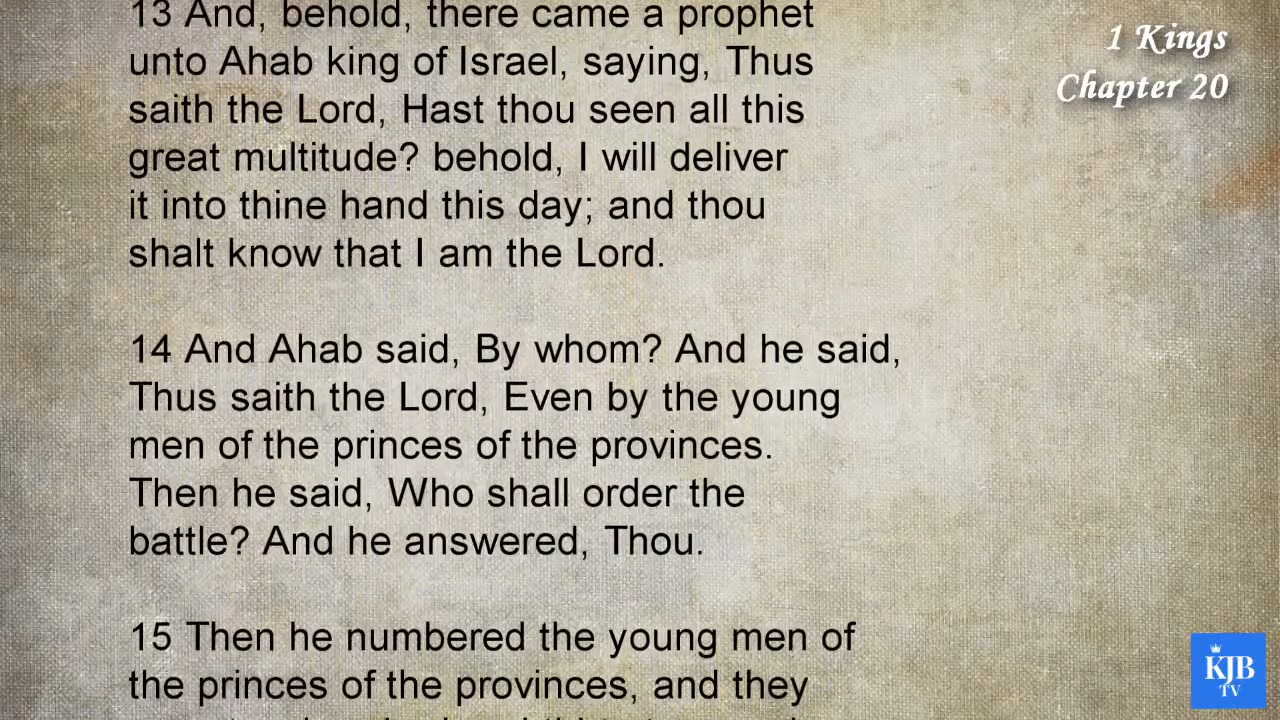 13 And, behold, there came a prophet
unto Ahab king of Israel, saying, Thus
saith the Lord, Hast thou seen all this
great multitude? behold, I will deliver
it into thine hand this day; and thou
shalt know that I am the Lord.
14 And Ahab said, By whom? And he said,
Thus saith the Lord, Even by the young
men of the princes of the provinces.
Then he said, Who shall order the
battle? And he answered, Thou.
15 Then he numbered the young men of
the princes of the provinces, and they
1 Kings
Chapter 20
KJB
TV